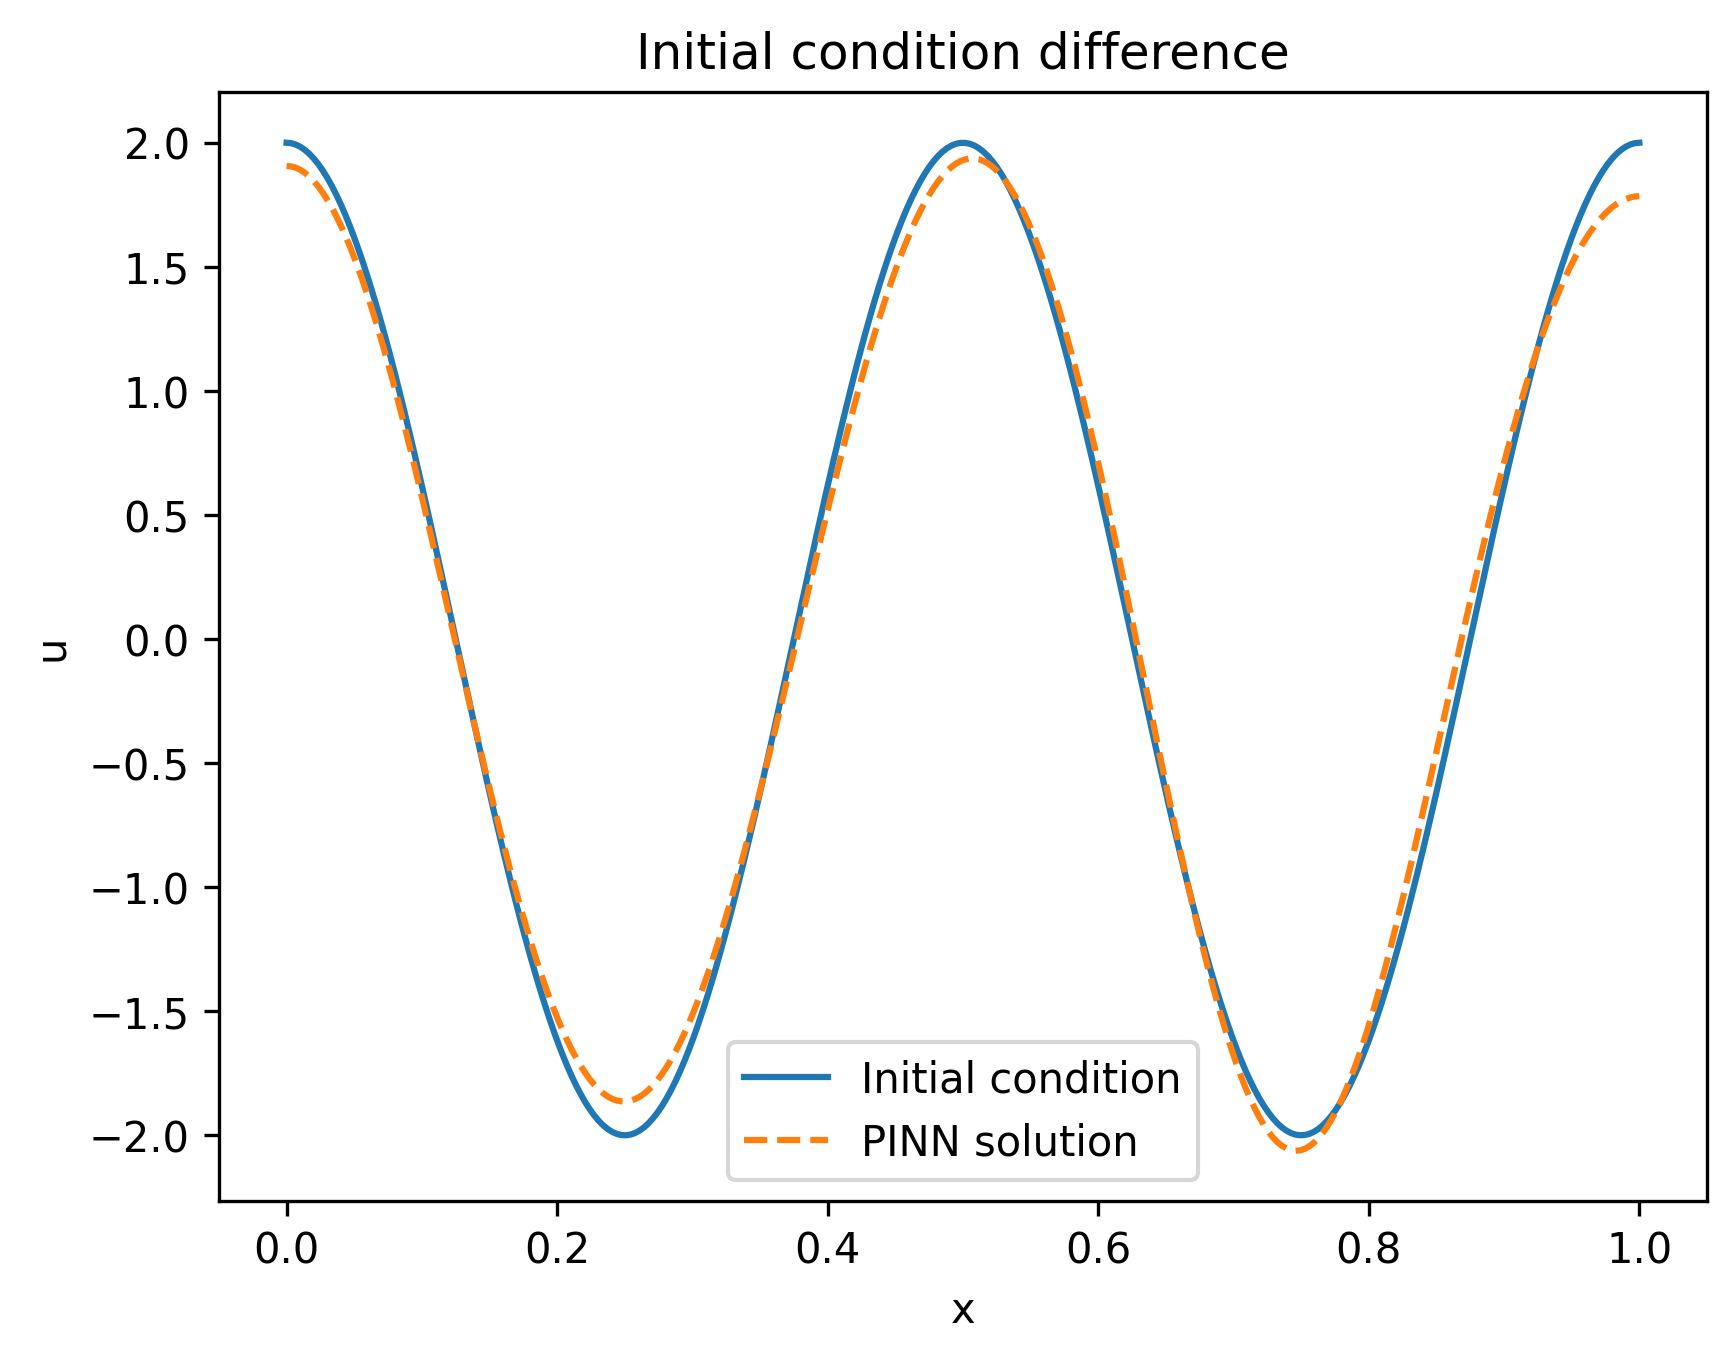 Initial condition difference
2.0
1.5
1.0
0.5
0.0
−0.5
−1.0
−1.5
−2.0
u
Initial condition
PINN solution
0.0 0.2 0.4 0.6 0.8 1.0
x